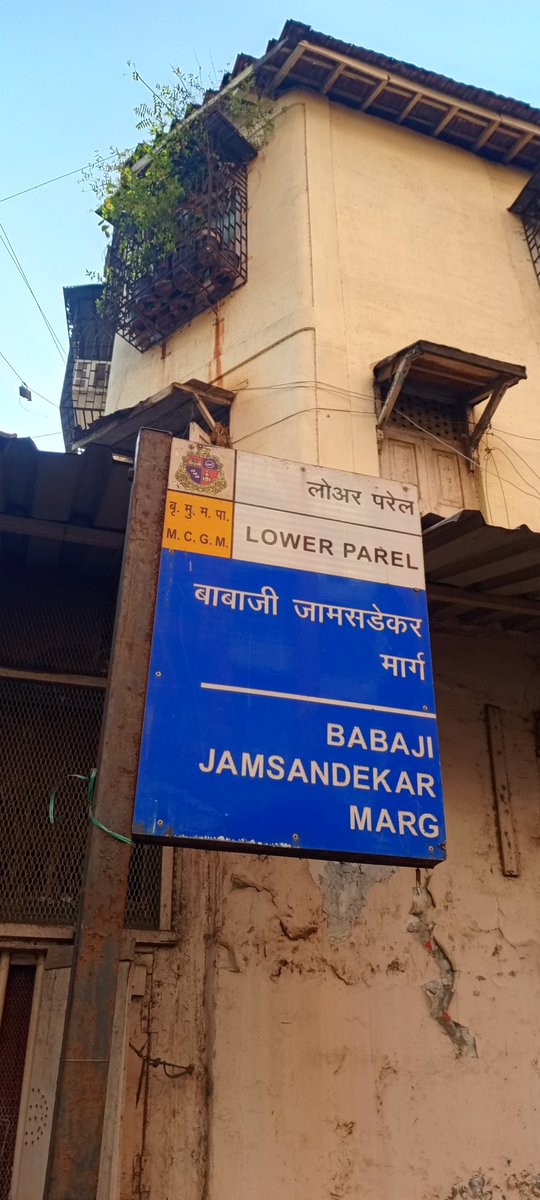 लोअर परेल
बृ. मु. म. पा.
M. C. G. M.
LOWER PAREL
बाबाजी जामसडेकर
मार्ग
BABAJI
JAMSANDEKAR
MARG